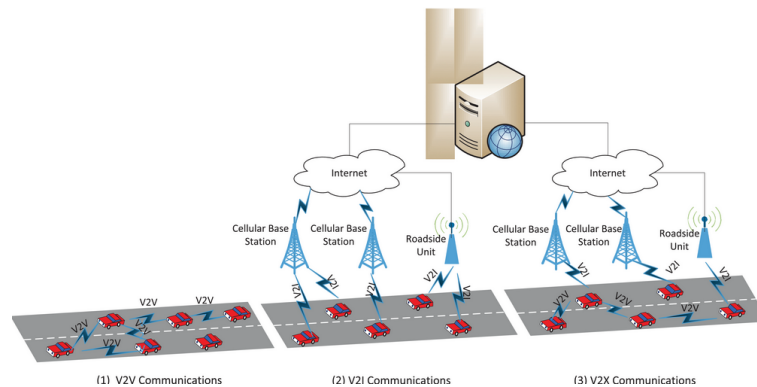 Internet
Internet
Cellular Base
Station
Cellular Base
Station
Roadside
Unit
Cellular Base
Station
Cellular Base
Station
Roadside
Unit
V2V
V2V
V2V
V2V
V2V
V2I
V2I
V2I
V2I
V2I
V2I
V2I
V2I
V2V
V2V
V2V
(1) V2V Communications
(2) V2I Communications
(3) V2X Communications